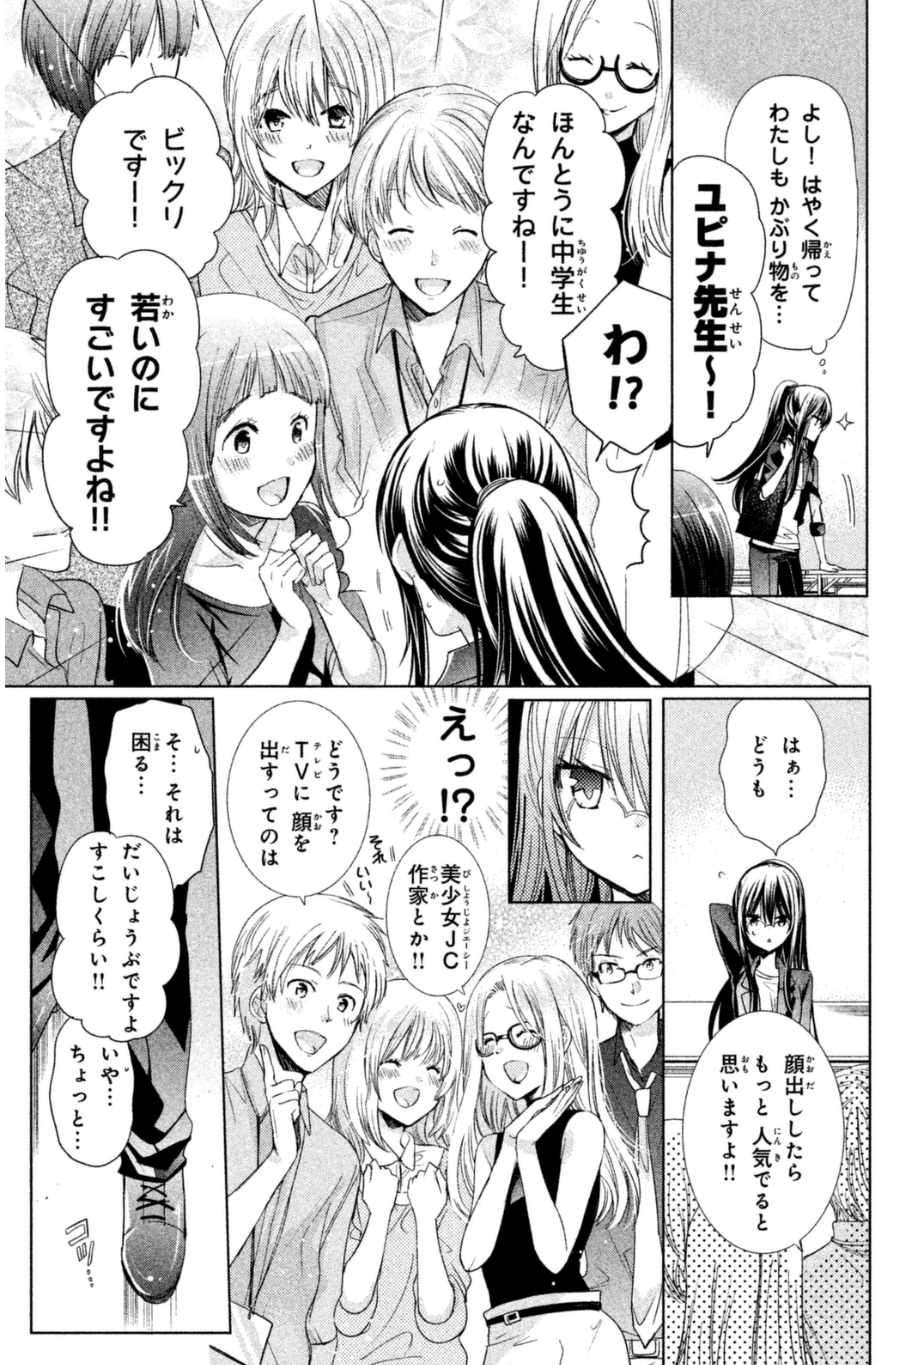 よし！はやく帰って
わたしも かぶり物を…
ユピナ先生〜！
わ!?
ほんとうに中学生
なんですねー！
ビックリ
ですー！
若いのに
すごいですよね!!
はぁ…
どうも
顔出ししたら
もっと 人気でると
思いますよ!!
えっ!?
美少女JC
作家とか!!
それ
いい〜
どうです？
TVに 顔を
出すってのは
そ…それは
困る…
だいじょうぶですよ
すこしくらい!!
いや…
ちょっと…
コッ…